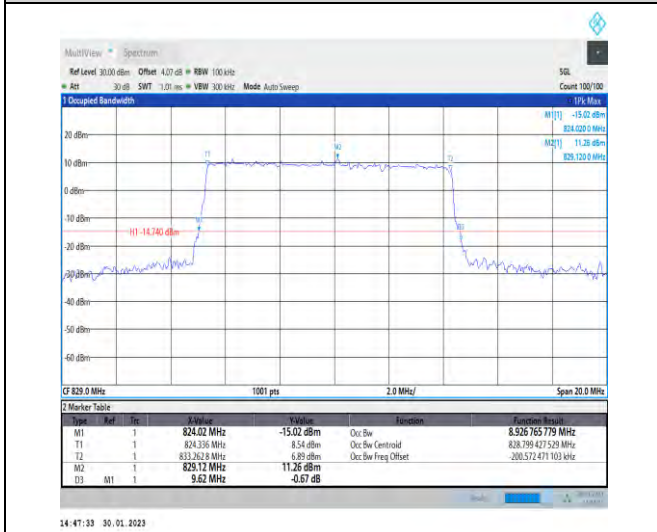 MultiView Spectrum
Ref Level 30.00 dBm Offset 4.07 dB RBW 100 kHz SGL
Att 30 dB SWT 1.01 ms VBW 300 kHz Mode Auto Sweep Count 100/100
1 Occupied Bandwidth 1Pk Max
M1[1] -15.02 dBm
824.020 0 MHz
M2[1] 11.26 dBm
829.120 0 MHz
20 dBm
M2
T1
T2
10 dBm
0 dBm
-10 dBm
H1 -14.740 dBm
-20 dBm
-30 dBm
-40 dBm
-50 dBm
-60 dBm
CF 829.0 MHz 1001 pts 2.0 MHz/ Span 20.0 MHz
2 Marker Table
Type Ref Trc X-Value Y-Value Function Function Result
M1 1 824.02 MHz -15.02 dBm Occ Bw 8.926 765 779 MHz
T1 1 824.336 MHz 8.54 dBm Occ Bw Centroid 828.799 427 529 MHz
T2 1 833.262 8 MHz 6.89 dBm Occ Bw Freq Offset -200.572 471 103 kHz
M2 1 829.12 MHz 11.26 dBm
D3 M1 1 9.62 MHz -0.67 dB
14:47:33 30.01.2023